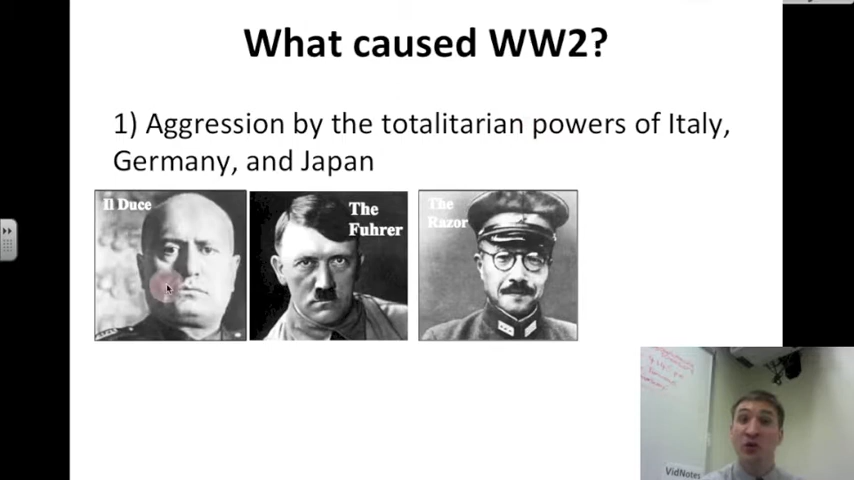 What caused WW2?
1) Aggression by the totalitarian powers of Italy,
Germany, and Japan
Il Duce
The
Fuhrer
The
Razor
VidNotes